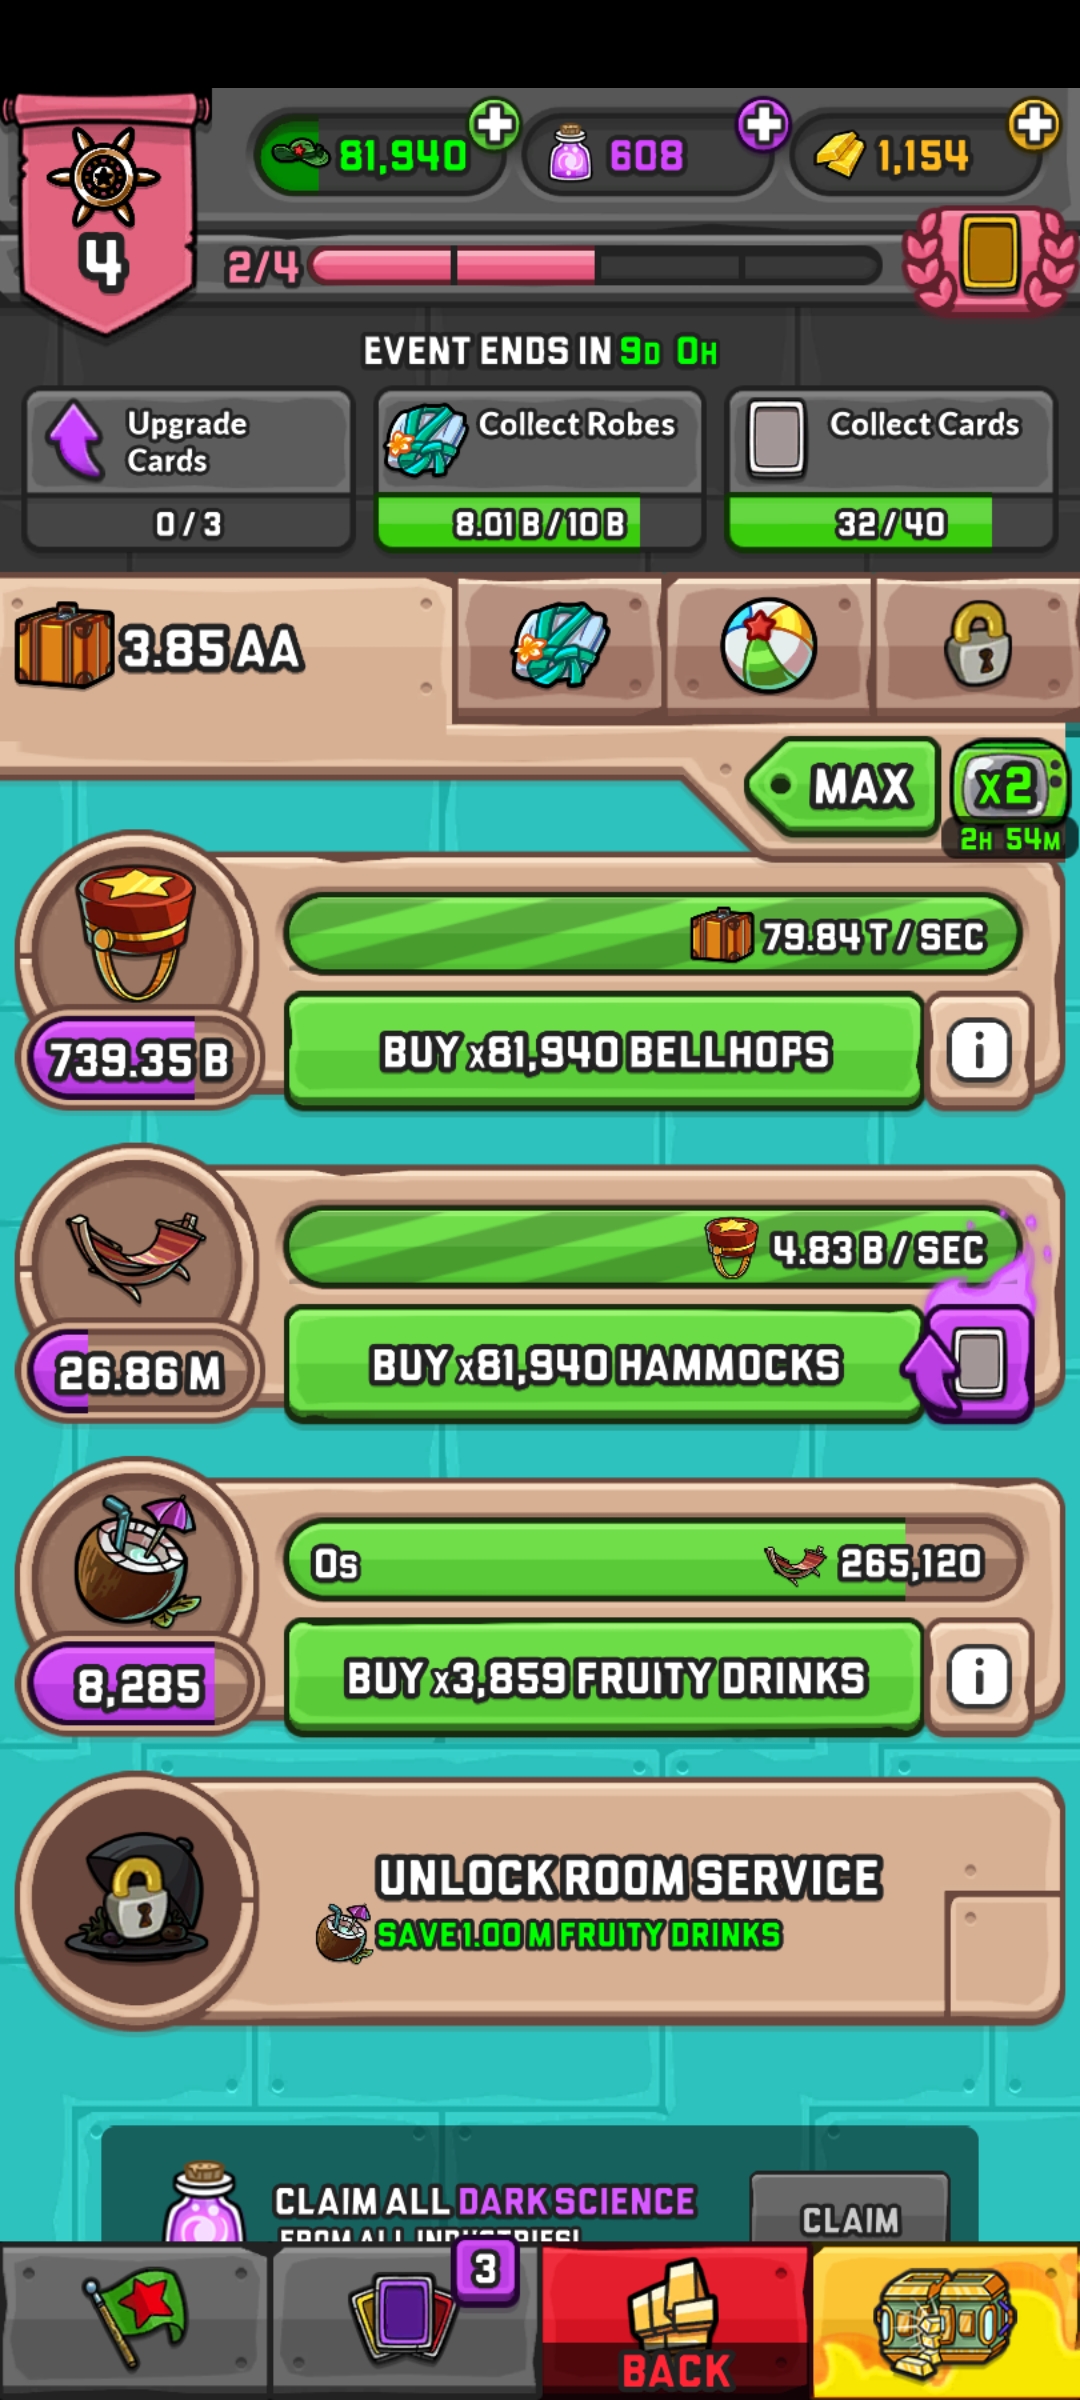 81,940
608
1,154
4
2/4
EVENT ENDS IN 9D 0H
Upgrade
Cards
Collect Robes
Collect Cards
0 / 3
8.01 B / 10 B
32 / 40
3.85 AA
MAX
x2
2H 54M
79.84 T / SEC
739.35 B
BUY x81,940 BELLHOPS
i
4.83 B / SEC
26.86 M
BUY x81,940 HAMMOCKS
0s
265,120
8,285
BUY x3,859 FRUITY DRINKS
i
UNLOCK ROOM SERVICE
SAVE 1.00 M FRUITY DRINKS
CLAIM ALL DARK SCIENCE
FROM ALL INDUSTRIES!
CLAIM
3
BACK